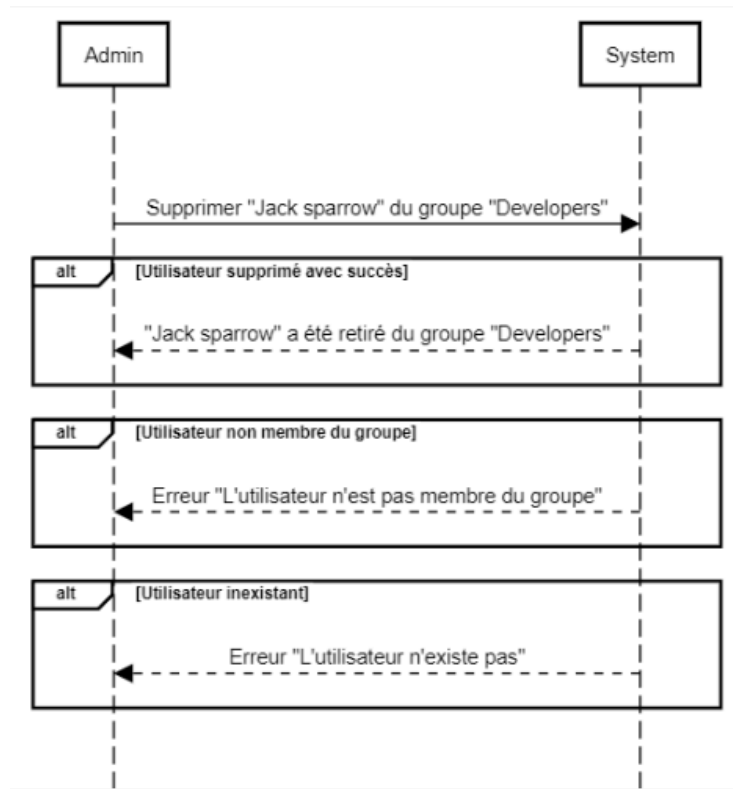 Admin
System
Supprimer "Jack sparrow" du groupe "Developers"
alt
[Utilisateur supprimé avec succès]
"Jack sparrow" a été retiré du groupe "Developers"
alt
[Utilisateur non membre du groupe]
Erreur "L'utilisateur n'est pas membre du groupe"
alt
[Utilisateur inexistant]
Erreur "L'utilisateur n'existe pas"